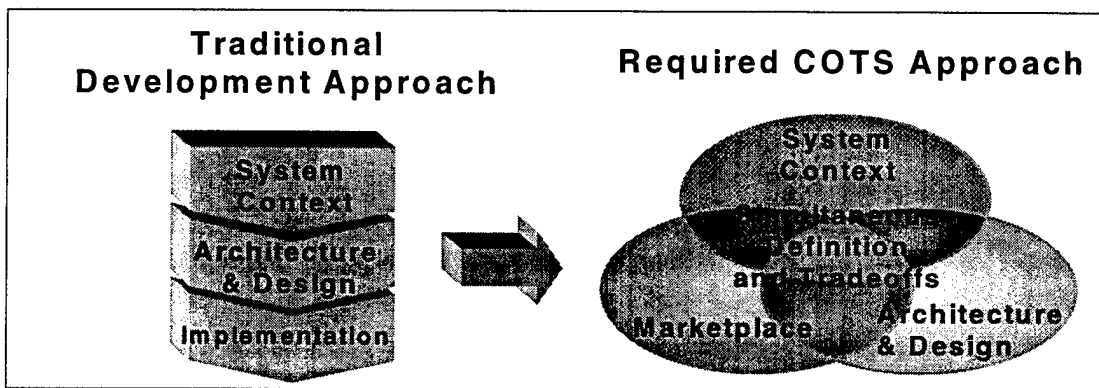 Traditional
Development Approach
Required COTS Approach
System
Context
Architecture
& Design
Implementation
System
Context
Simultaneous
Definition
and Tradeoffs
Marketplace
Architecture
& Design